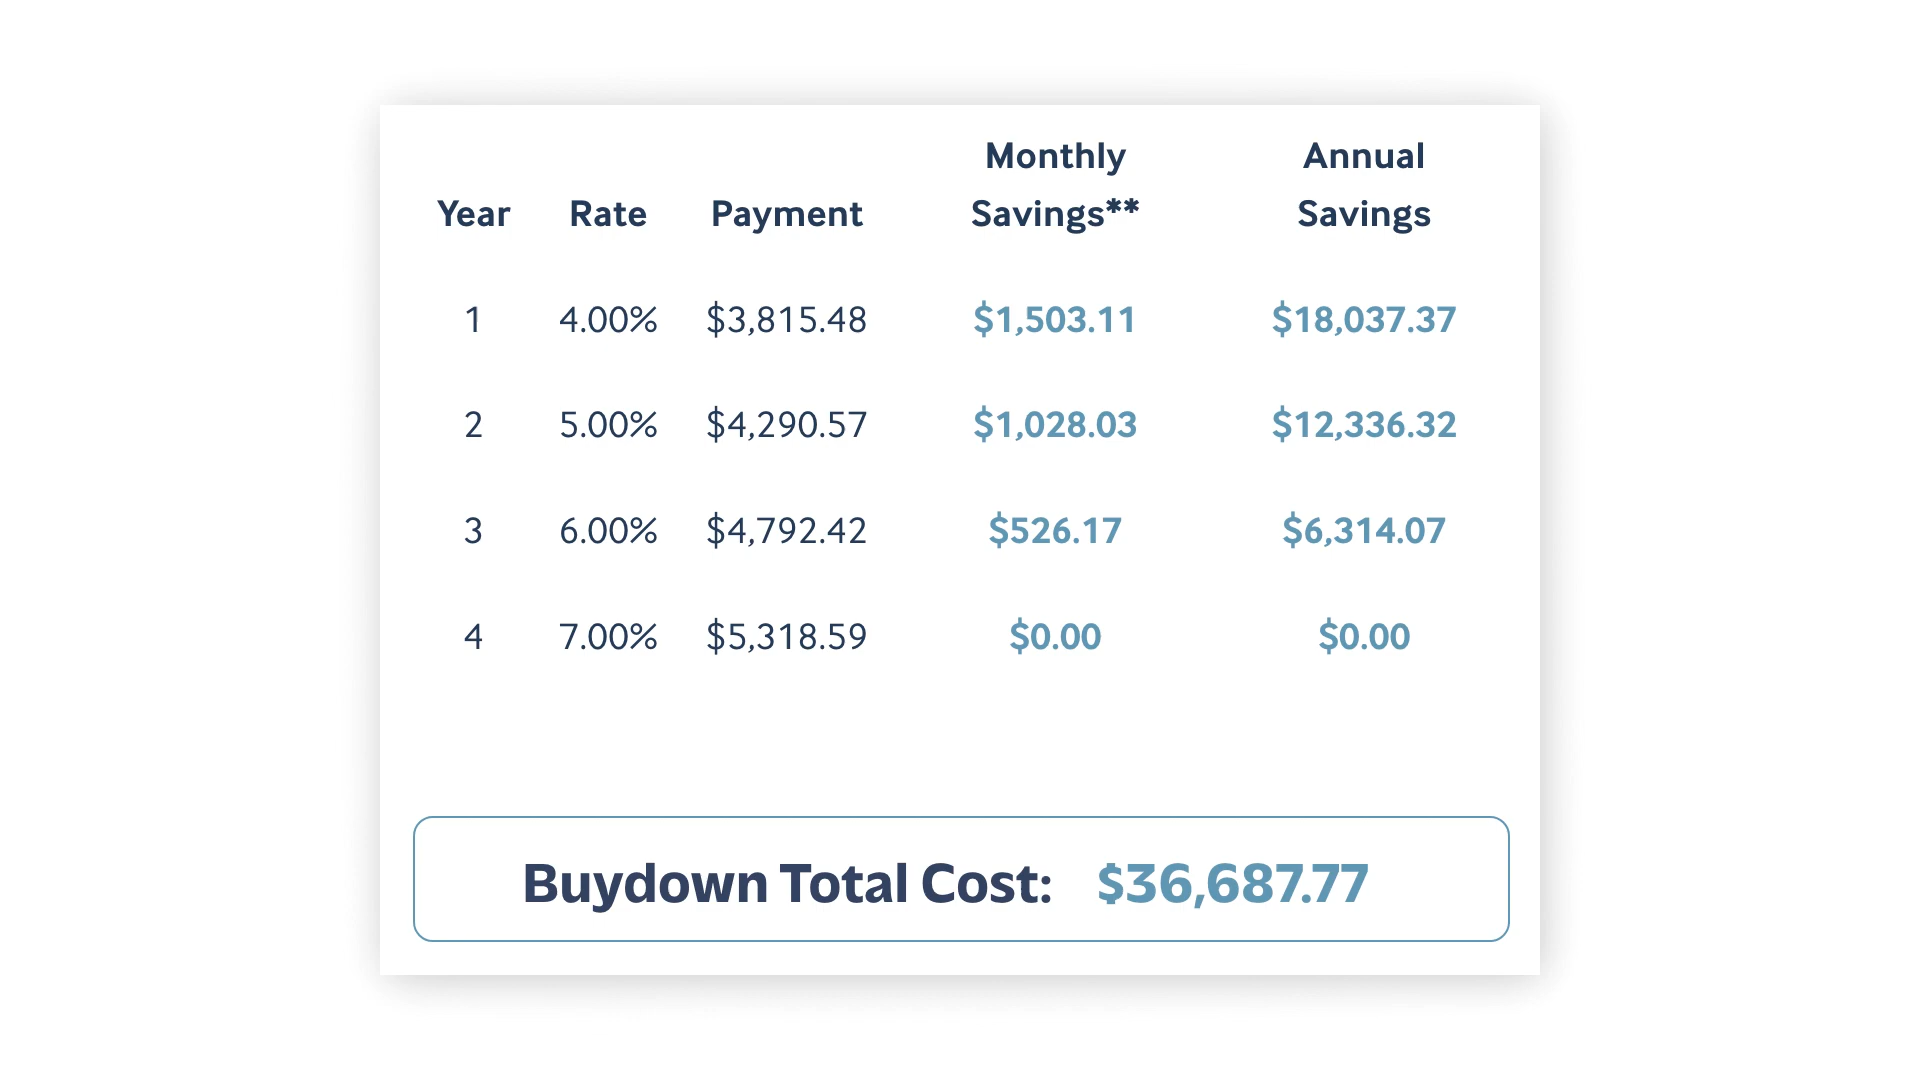 Monthly Annual
Year Rate Payment Savings** Savings
1 4.00% $3,815.48 $1,503.11 $18,037.37
2 5.00% $4,290.57 $1,028.03 $12,336.32
3 6.00% $4,792.42 $526.17 $6,314.07
4 7.00% $5,318.59 $0.00 $0.00
Buydown Total Cost: $36,687.77